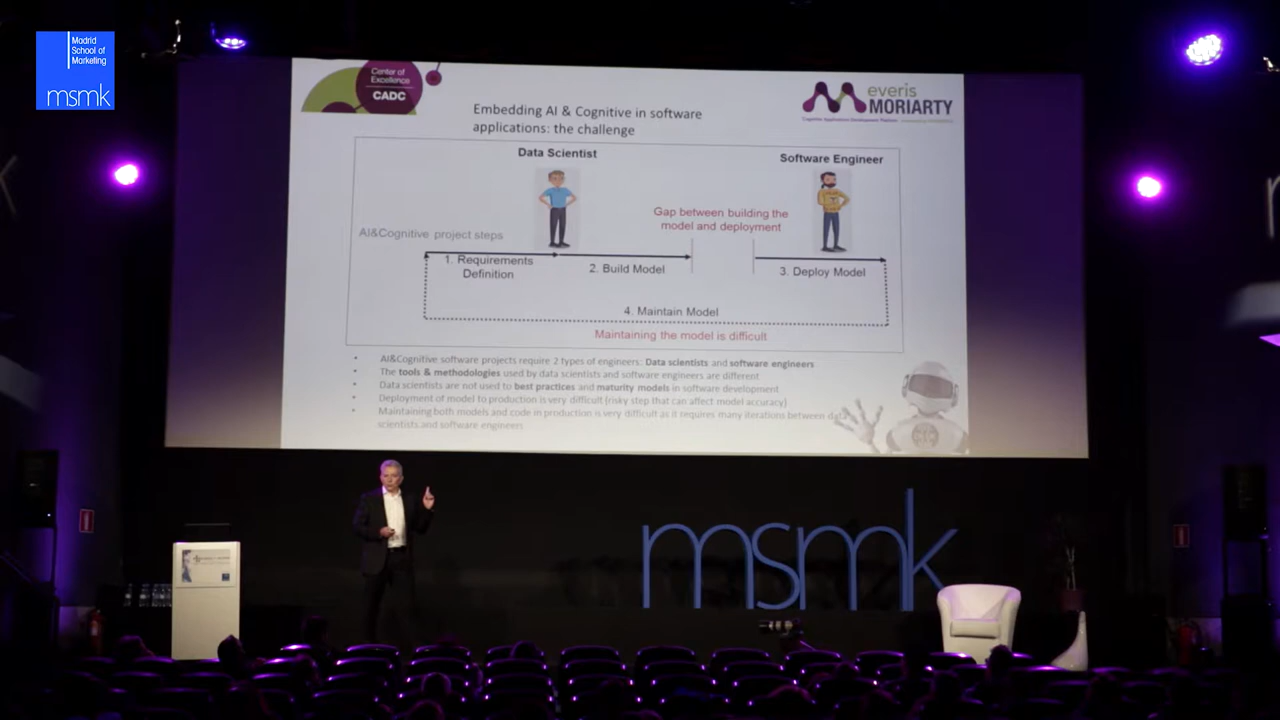 Madrid
School of
Marketing
msmk
Center of
Excellence
CADC
everis
MORIARTY
Embedding AI & Cognitive in software
applications: the challenge
Data Scientist
Software Engineer
Gap between building the
model and deployment
AI&Cognitive project steps
1. Requirements
Definition
2. Build Model
3. Deploy Model
4. Maintain Model
Maintaining the model is difficult
• AI&Cognitive software projects require 2 types of engineers: Data scientists and software engineers
• The tools & methodologies used by data scientists and software engineers are different
• Data scientists are not used to best practices and maturity models in software development
• Deployment of model to production is very difficult (risky step that can affect model accuracy)
• Maintaining both models and code in production is very difficult as it requires many iterations between data
scientists and software engineers
msmk